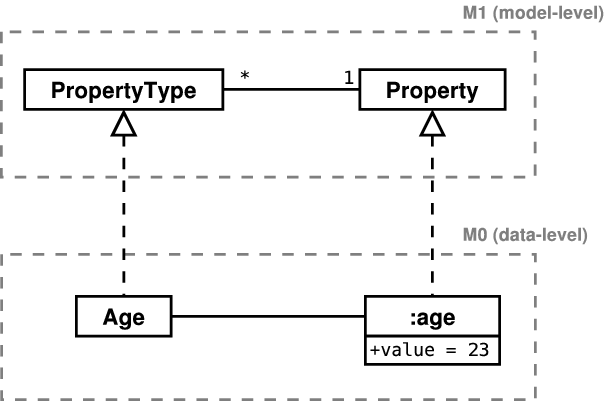 M1 (model-level)
PropertyType
*
1
Property
M0 (data-level)
Age
:age
+value = 23